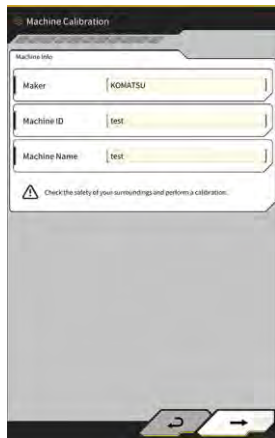 Machine Calibration
Machine Info
Maker
KOMATSU
Machine ID
test
Machine Name
test
Check the safety of your surroundings and perform a calibration.